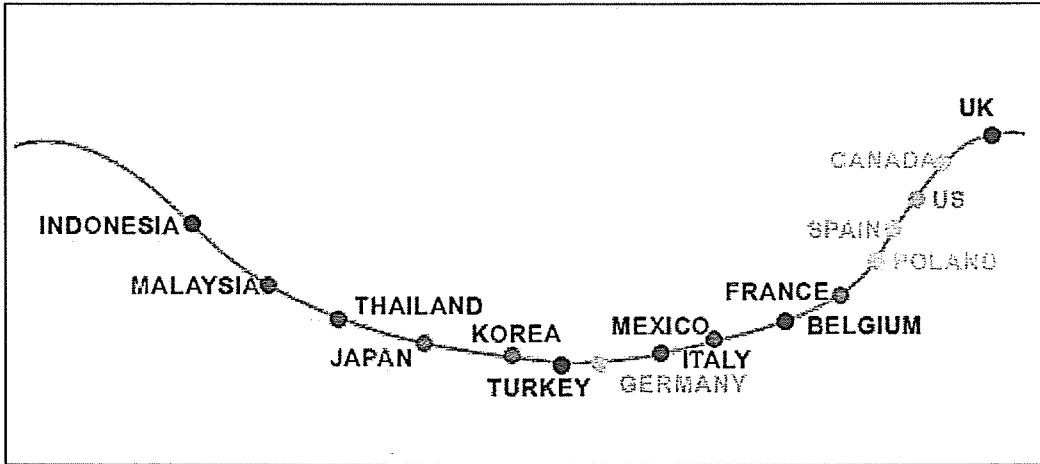 UK
CANADA
US
INDONESIA
SPAIN
POLAND
MALAYSIA
FRANCE
THAILAND
MEXICO
BELGIUM
KOREA
JAPAN
ITALY
TURKEY
GERMANY